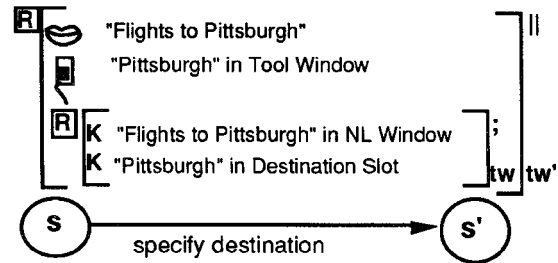 R "Flights to Pittsburgh" ||
"Pittsburgh" in Tool Window
R K "Flights to Pittsburgh" in NL Window ;
K "Pittsburgh" in Destination Slot tw tw'
s s'
specify destination